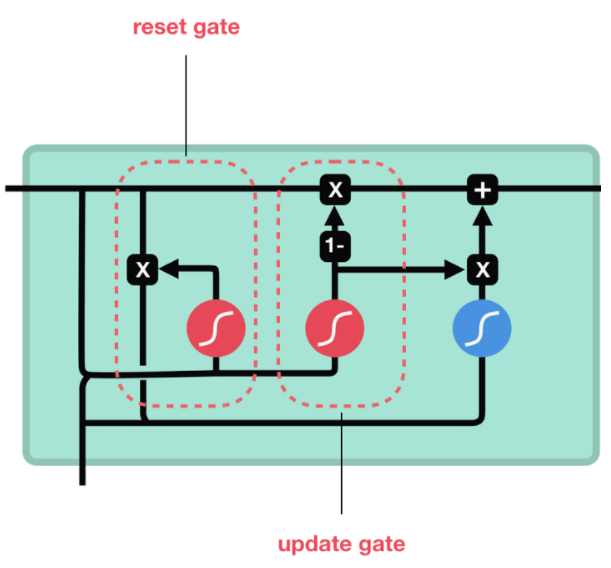 reset gate
X
+
1-
X
X
update gate